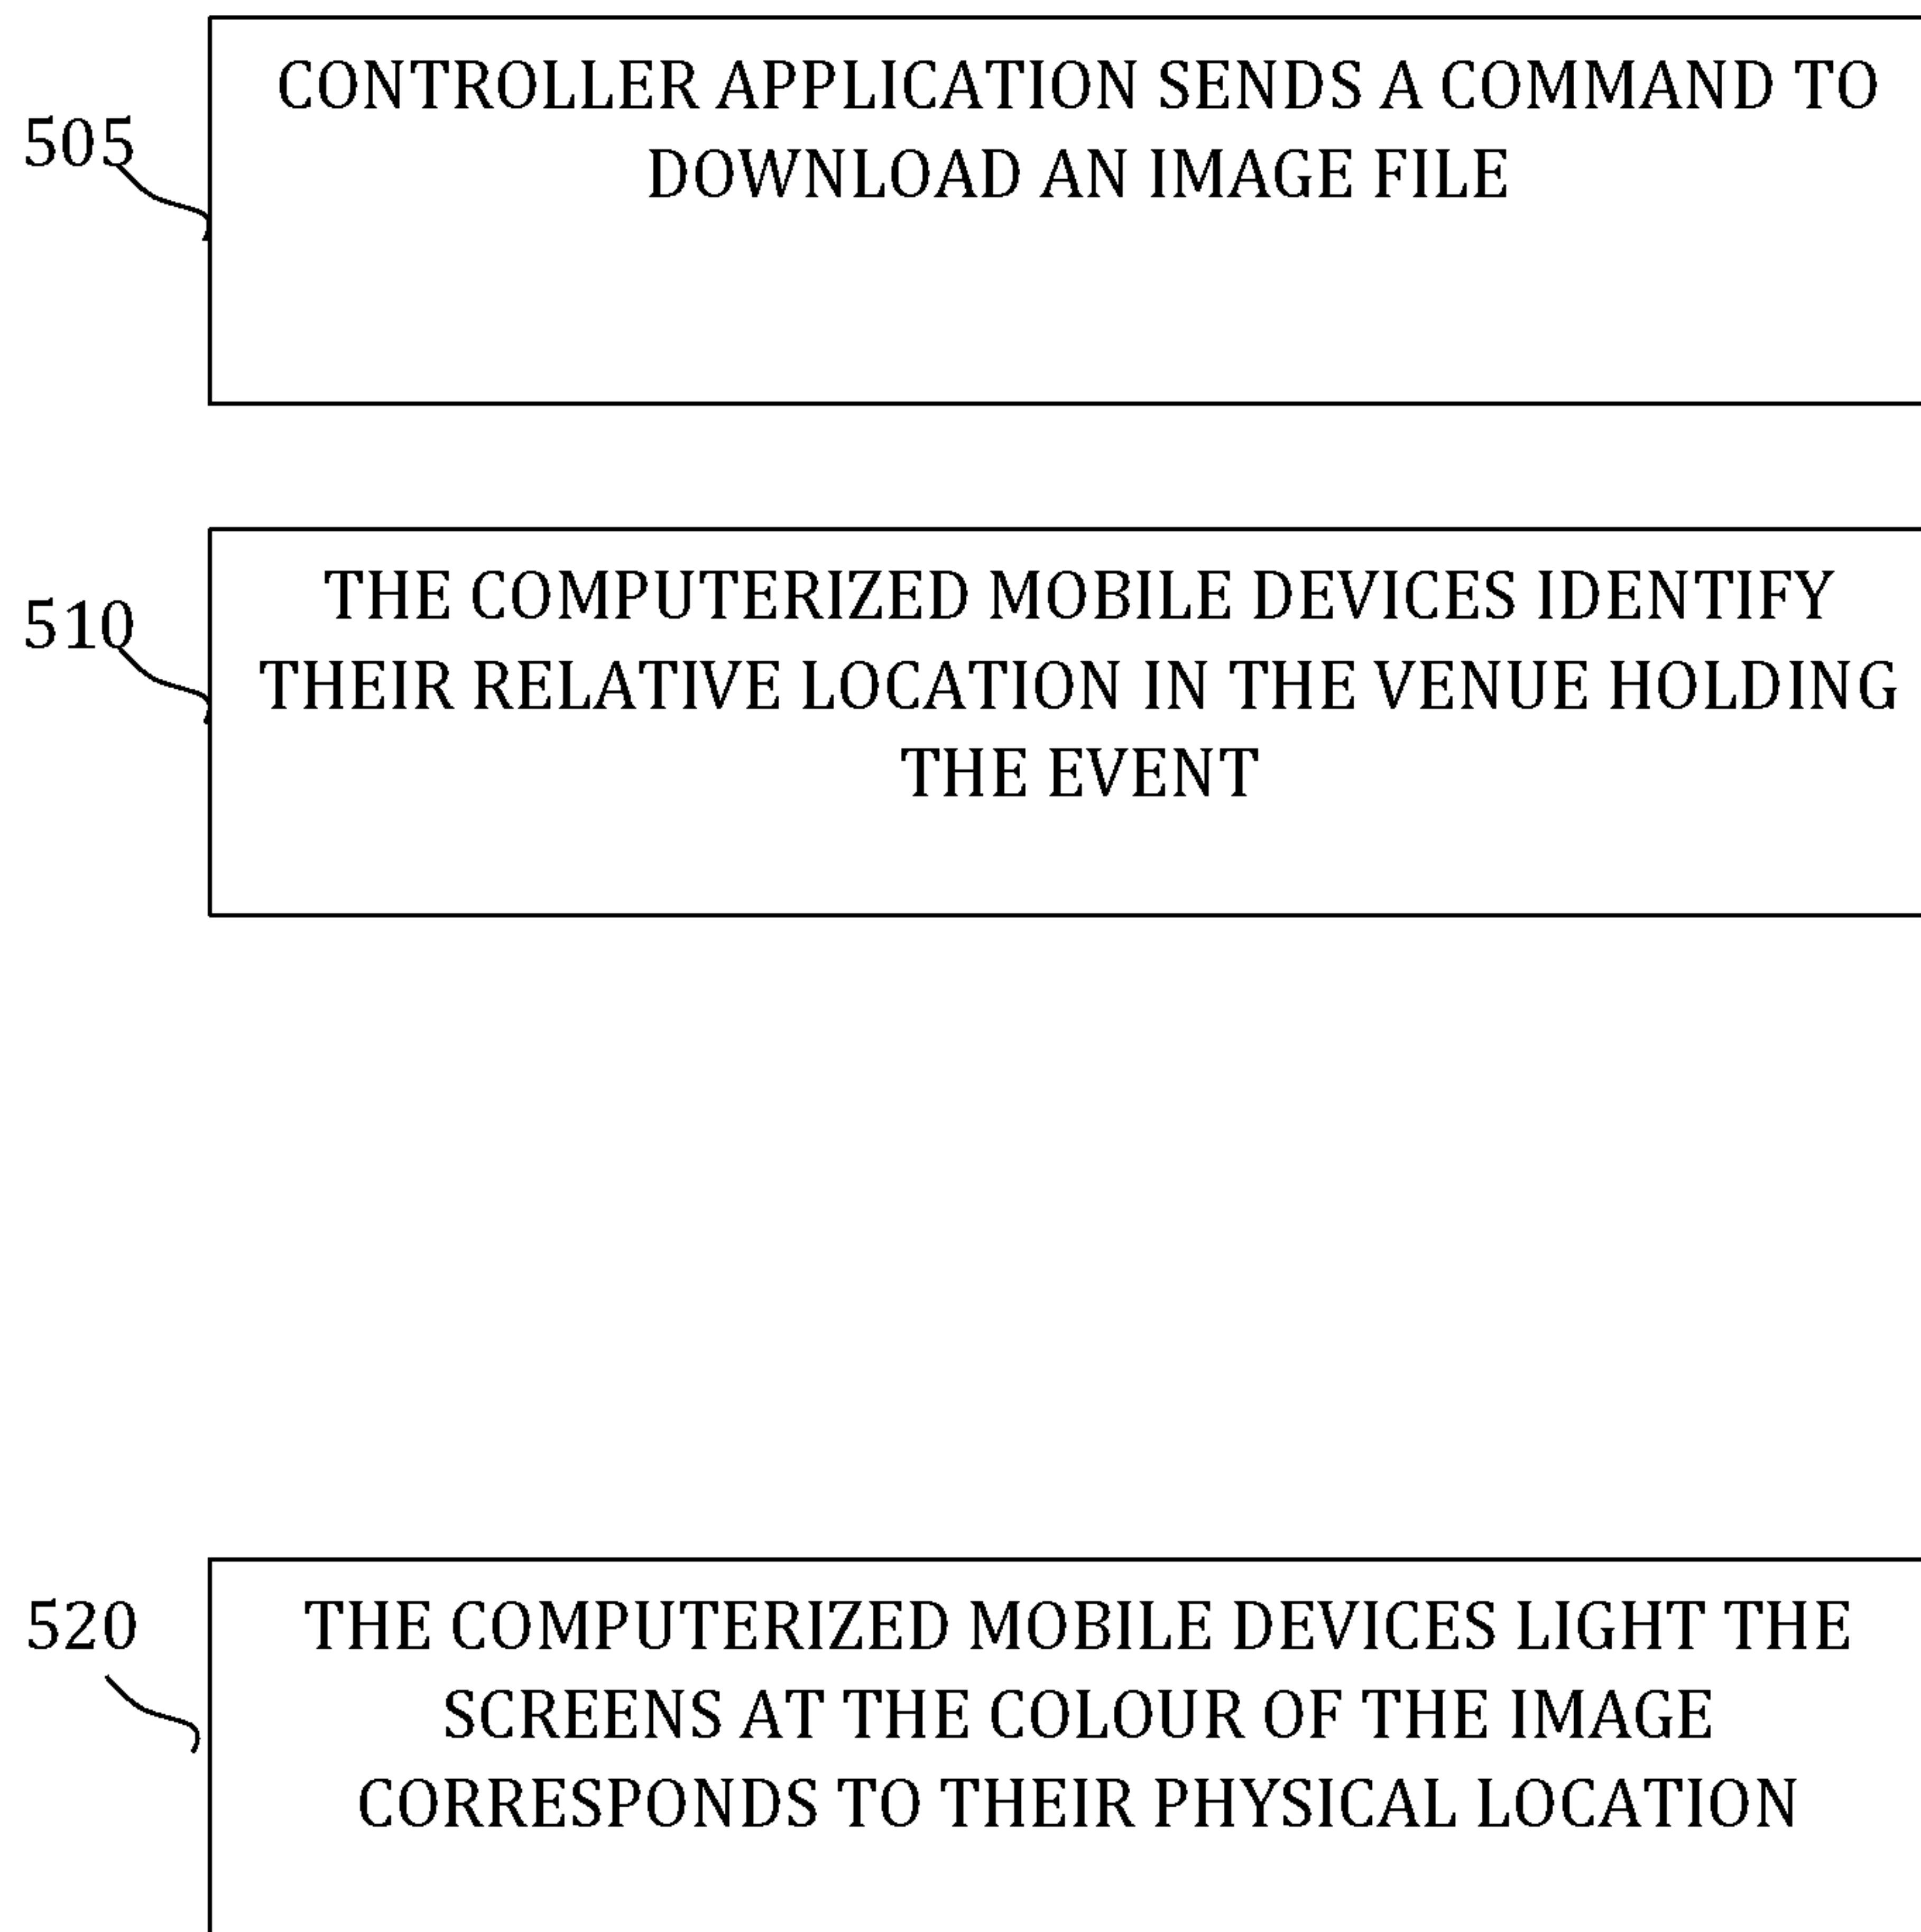 CONTROLLER APPLICATION SENDS A COMMAND TO
DOWNLOAD AN IMAGE FILE
505
THE COMPUTERIZED MOBILE DEVICES IDENTIFY
THEIR RELATIVE LOCATION IN THE VENUE HOLDING
THE EVENT
510
THE COMPUTERIZED MOBILE DEVICES LIGHT THE
SCREENS AT THE COLOUR OF THE IMAGE
CORRESPONDS TO THEIR PHYSICAL LOCATION
520